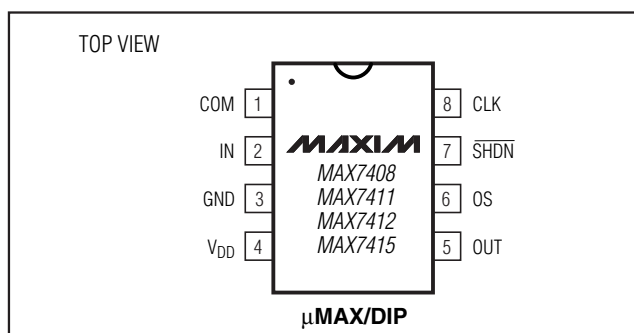 TOP VIEW
COM 1
8 CLK
IN 2
MAXIM
7 SHDN
MAX7408
GND 3
MAX7411
6 OS
MAX7412
VDD 4
MAX7415
5 OUT
μMAX/DIP